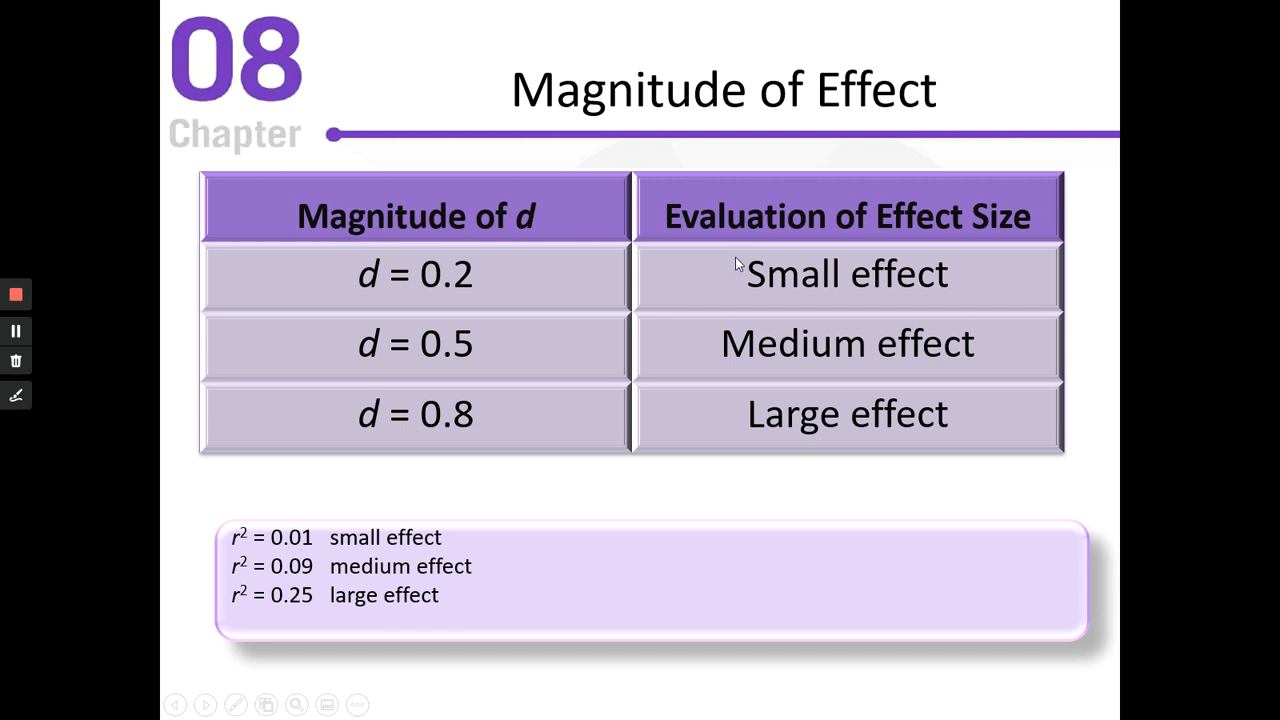 08
Chapter
Magnitude of Effect
Magnitude of d Evaluation of Effect Size
d = 0.2 Small effect
d = 0.5 Medium effect
d = 0.8 Large effect
r² = 0.01 small effect
r² = 0.09 medium effect
r² = 0.25 large effect